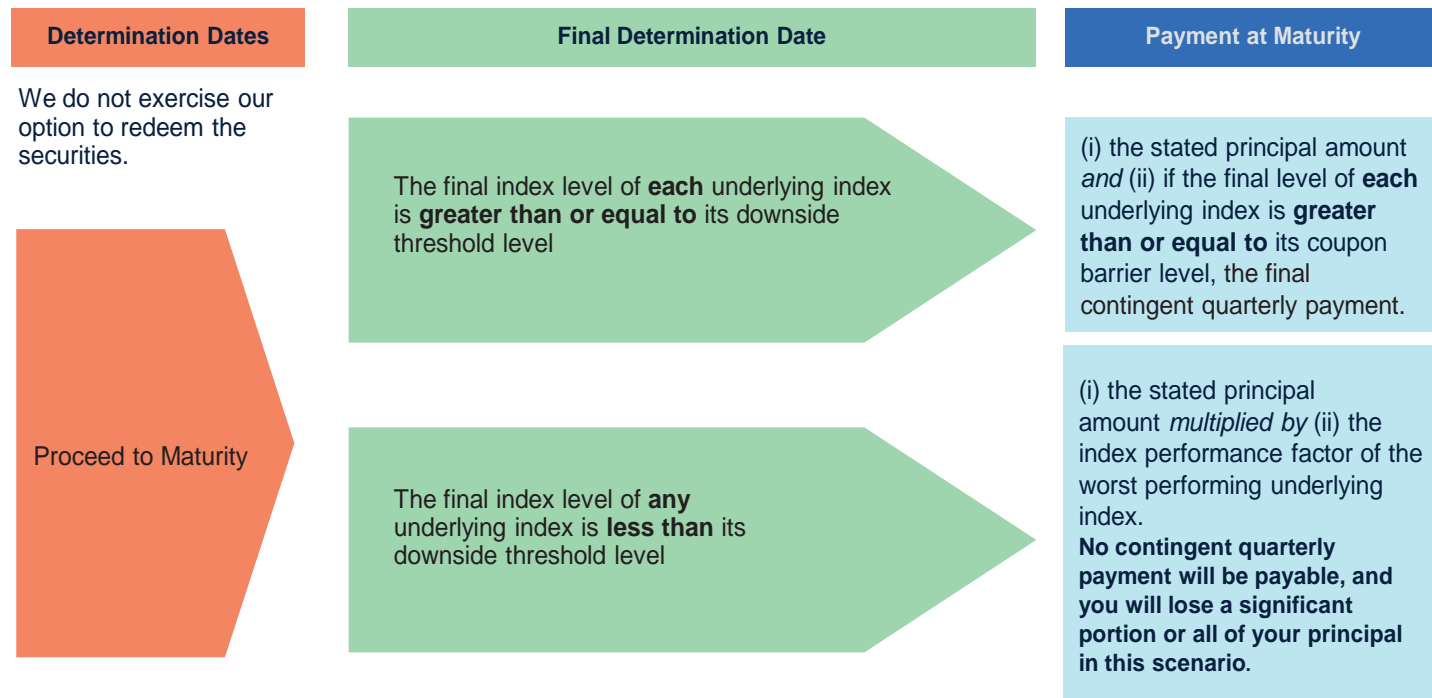 Determination Dates
Final Determination Date
Payment at Maturity
We do not exercise our
option to redeem the
securities.
Proceed to Maturity
The final index level of each underlying index
is greater than or equal to its downside
threshold level
(i) the stated principal amount
and (ii) if the final level of each
underlying index is greater
than or equal to its coupon
barrier level, the final
contingent quarterly payment.
The final index level of any
underlying index is less than its
downside threshold level
(i) the stated principal
amount multiplied by (ii) the
index performance factor of the
worst performing underlying
index.
No contingent quarterly
payment will be payable, and
you will lose a significant
portion or all of your principal
in this scenario.